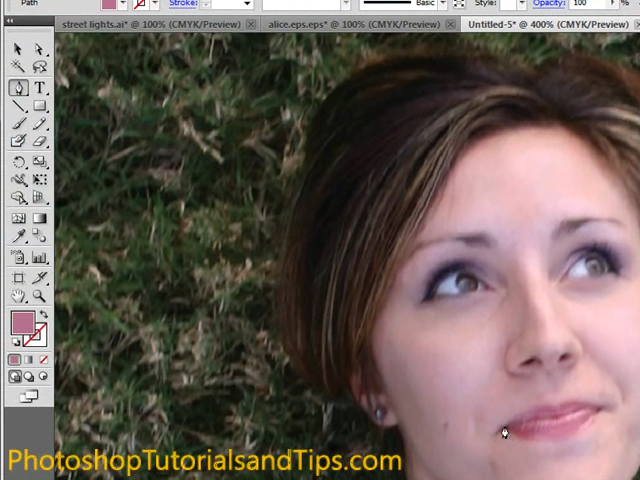 Path Stroke: Basic Style: Opacity: 100 %
street lights.ai* @ 100% (CMYK/Preview) alice.eps.eps* @ 100% (CMYK/Preview) Untitled-5* @ 400% (CMYK/Preview)
T
PhotoshopTutorialsandTips.com